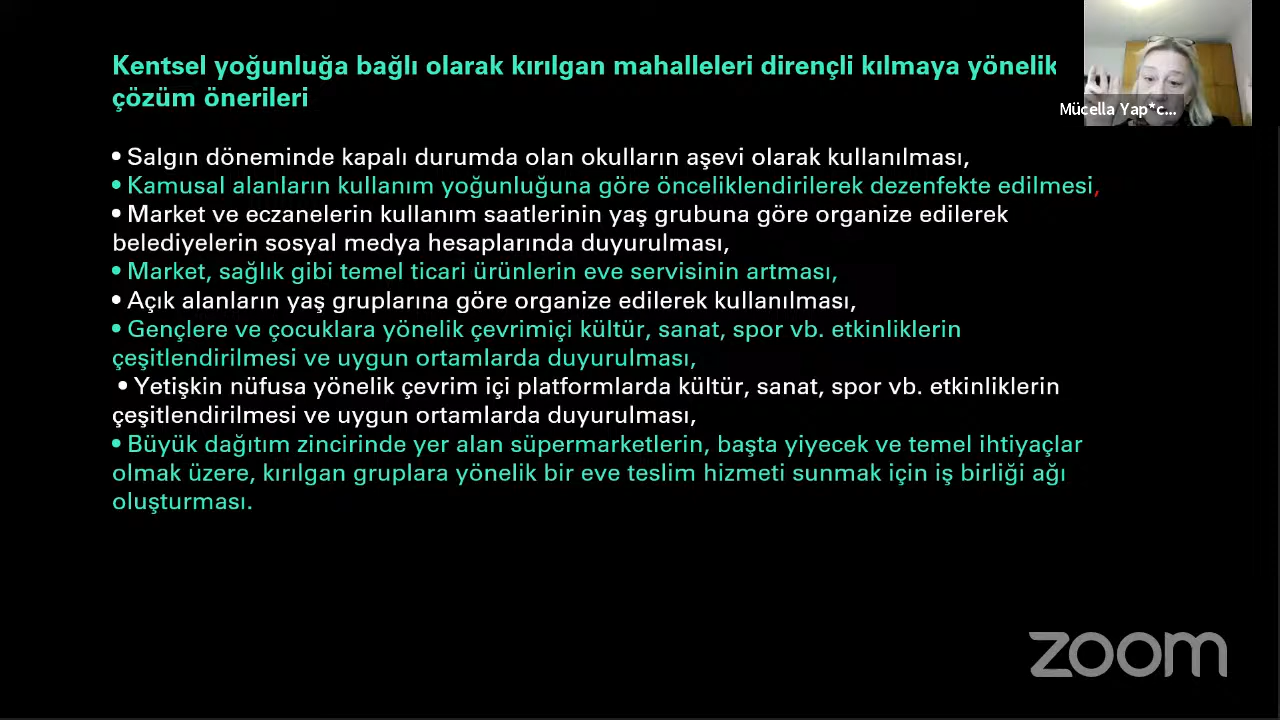 Kentsel yoğunluğa bağlı olarak kırılgan mahalleleri dirençli kılmaya yönelik
çözüm önerileri
Mücella Yap*c...
• Salgın döneminde kapalı durumda olan okulların aşevi olarak kullanılması,
• Kamusal alanların kullanım yoğunluğuna göre önceliklendirilerek dezenfekte edilmesi,
• Market ve eczanelerin kullanım saatlerinin yaş grubuna göre organize edilerek
belediyelerin sosyal medya hesaplarında duyurulması,
• Market, sağlık gibi temel ticari ürünlerin eve servisinin artması,
• Açık alanların yaş gruplarına göre organize edilerek kullanılması,
• Gençlere ve çocuklara yönelik çevrimiçi kültür, sanat, spor vb. etkinliklerin
çeşitlendirilmesi ve uygun ortamlarda duyurulması,
• Yetişkin nüfusa yönelik çevrim içi platformlarda kültür, sanat, spor vb. etkinliklerin
çeşitlendirilmesi ve uygun ortamlarda duyurulması,
• Büyük dağıtım zincirinde yer alan süpermarketlerin, başta yiyecek ve temel ihtiyaçlar
olmak üzere, kırılgan gruplara yönelik bir eve teslim hizmeti sunmak için iş birliği ağı
oluşturması.
zoom